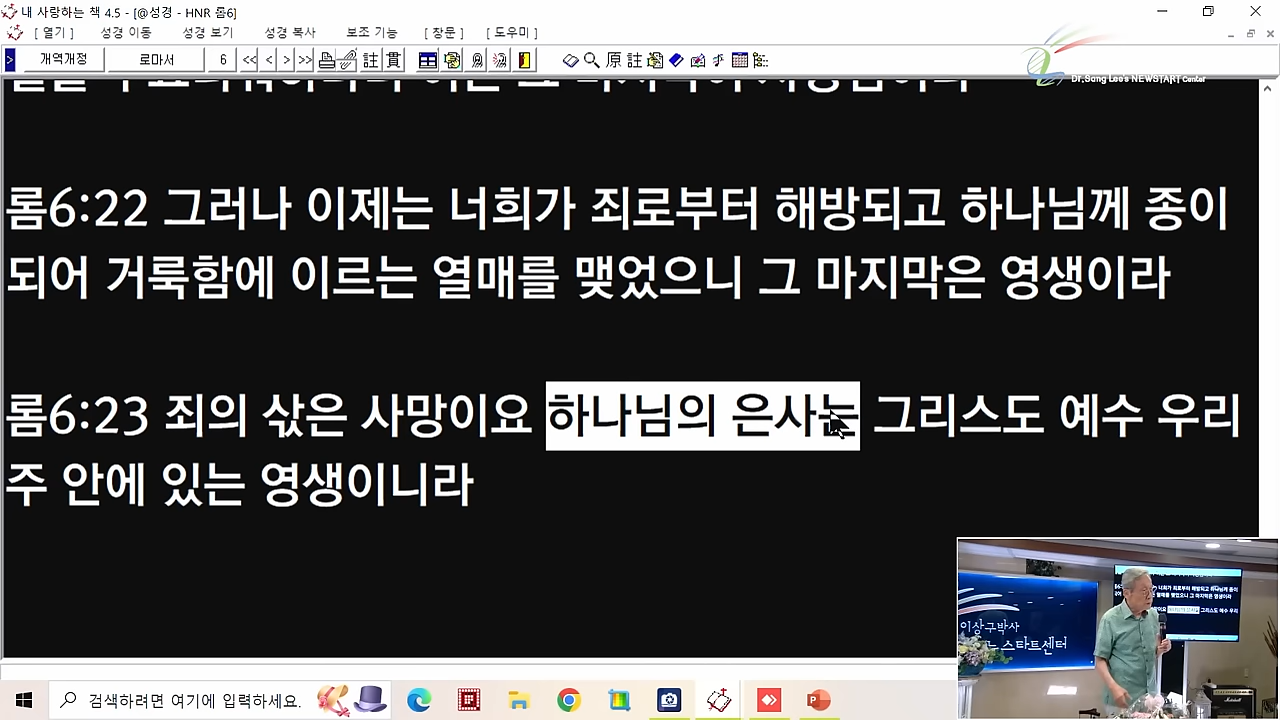 내 사랑하는 책 4.5 - [@성경 - HNR 롬6]
[ 열기 ] 성경 이동 성경 보기 성경 복사 보조 기능 [ 창문 ] [ 도우미 ]
> 개역개정 로마서 6 << < > >> 註 貫 原 註
Dr.Sang Lee's NEWSTART Center
롬6:22 그러나 이제는 너희가 죄로부터 해방되고 하나님께 종이
되어 거룩함에 이르는 열매를 맺었으니 그 마지막은 영생이라
롬6:23 죄의 삯은 사망이요 하나님의 은사는 그리스도 예수 우리
주 안에 있는 영생이니라
이상구박사
뉴스타트센터
검색하려면 여기에 입력하세요.